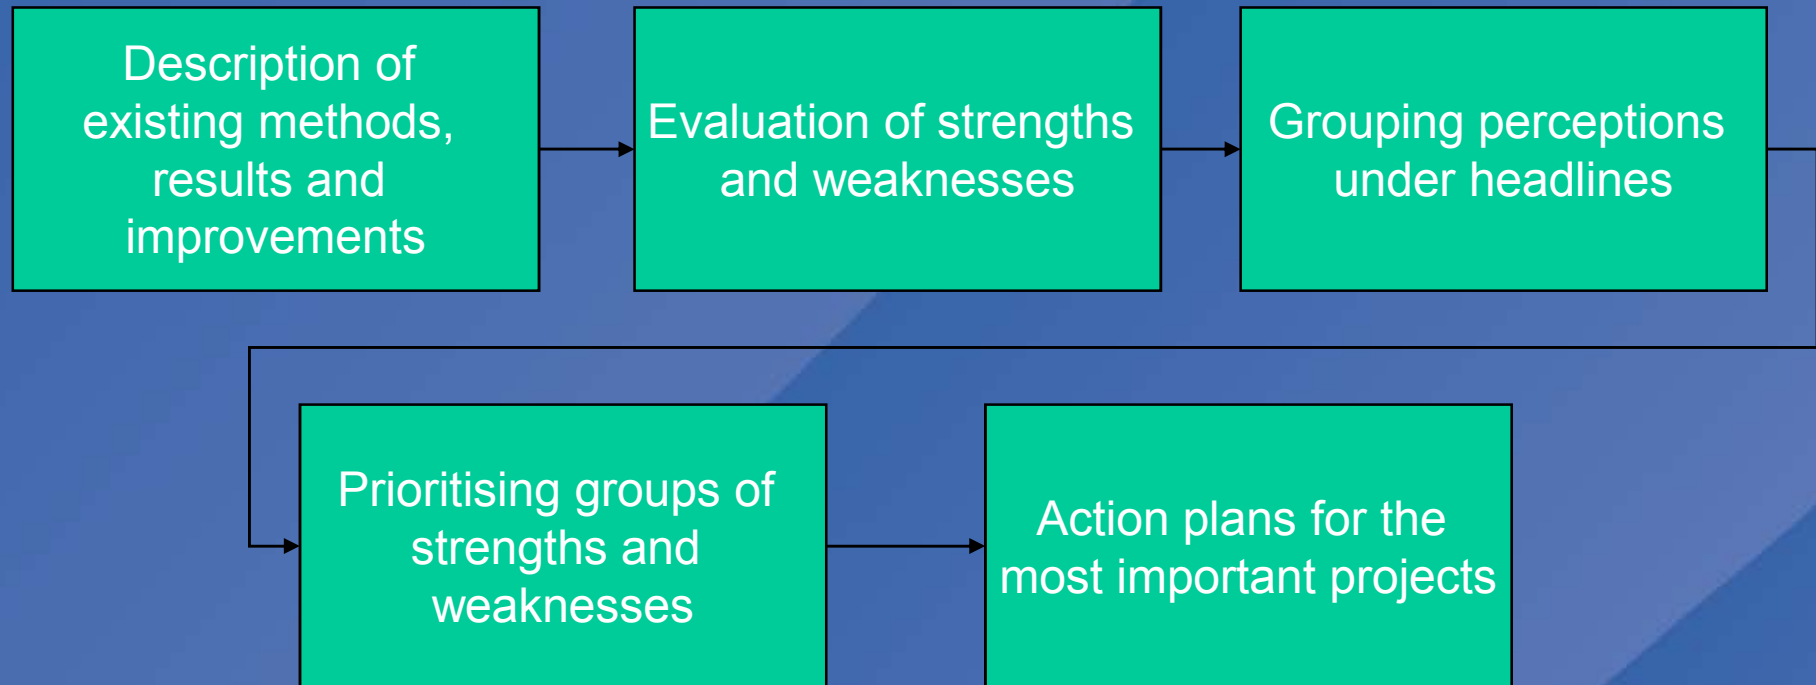 Description of
existing methods,
results and
improvements
Evaluation of strengths
and weaknesses
Grouping perceptions
under headlines
Prioritising groups of
strengths and
weaknesses
Action plans for the
most important projects